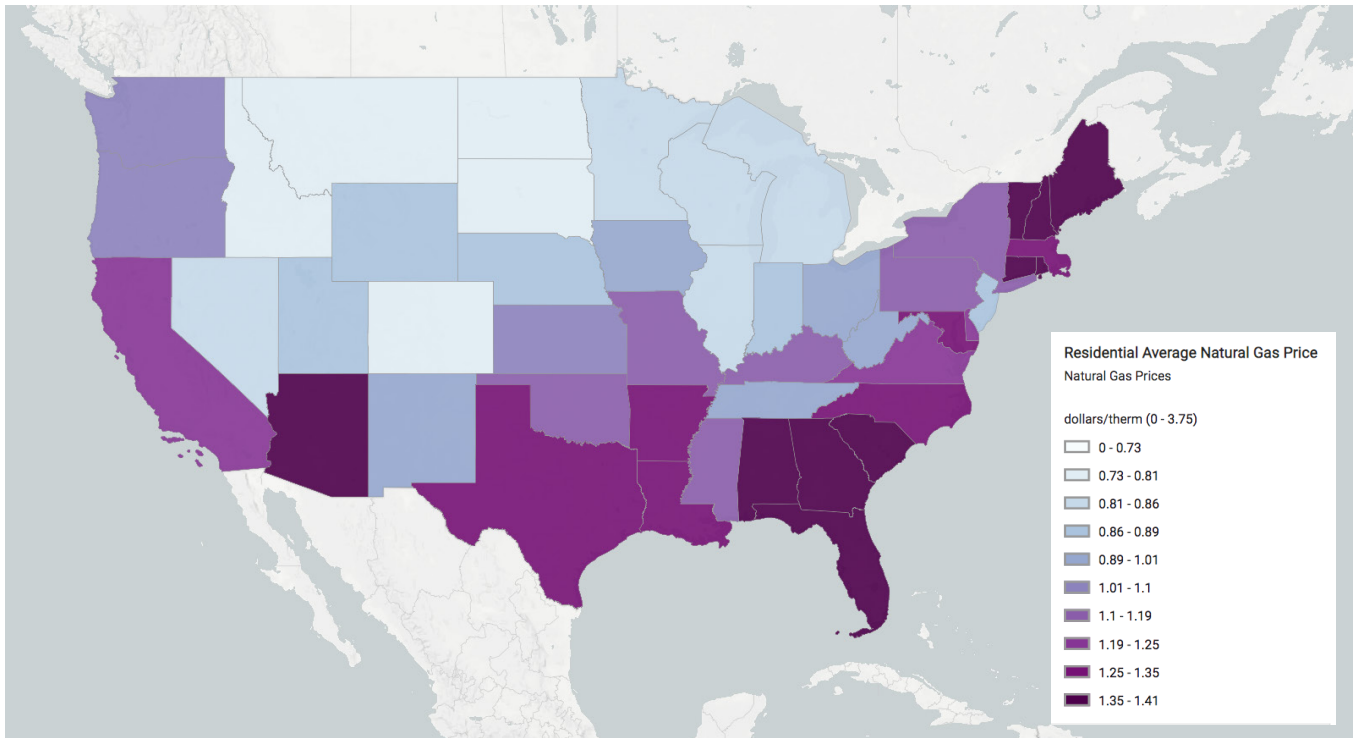 Residential Average Natural Gas Price
Natural Gas Prices
dollars/therm (0 - 3.75)
0 - 0.73
0.73 - 0.81
0.81 - 0.86
0.86 - 0.89
0.89 - 1.01
1.01 - 1.1
1.1 - 1.19
1.19 - 1.25
1.25 - 1.35
1.35 - 1.41